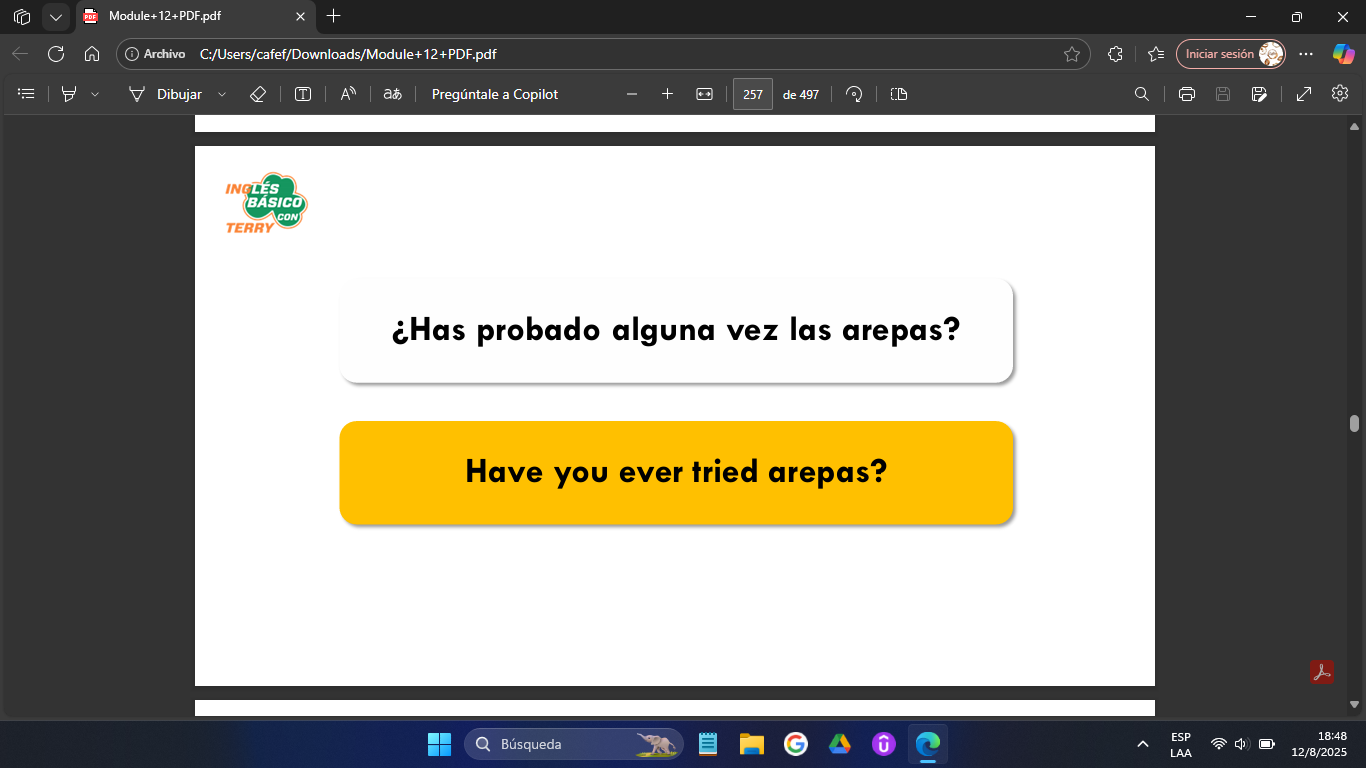 Module+12+PDF.pdf
Archivo
C:/Users/cafef/Downloads/Module+12+PDF.pdf
Iniciar sesión
Dibujar
Pregúntale a Copilot
257
de 497
INGLÉS
BÁSICO
CON
TERRY
¿Has probado alguna vez las arepas?
Have you ever tried arepas?
Búsqueda
ESP
LAA
18:48
12/8/2025